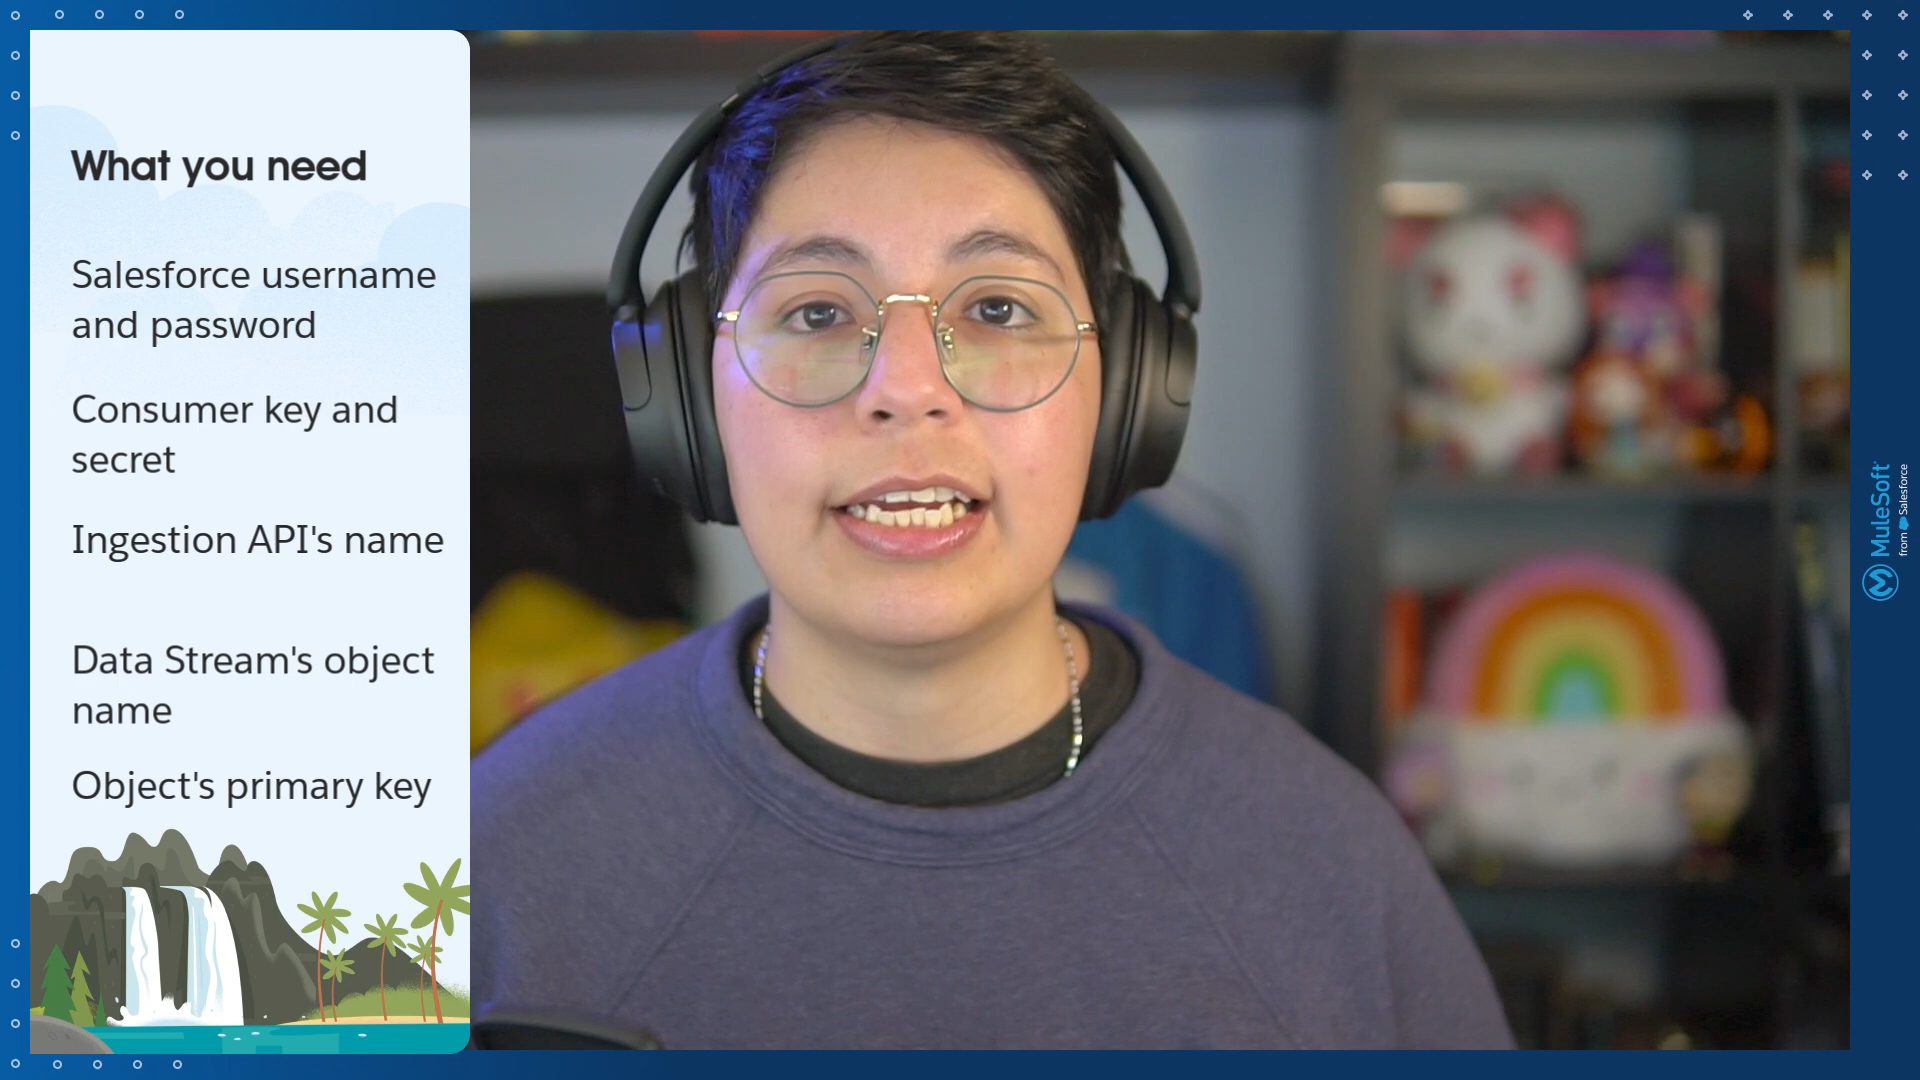 What you need
Salesforce username
and password
Consumer key and
secret
Ingestion API's name
Data Stream's object
name
Object's primary key
MuleSoft
from Salesforce